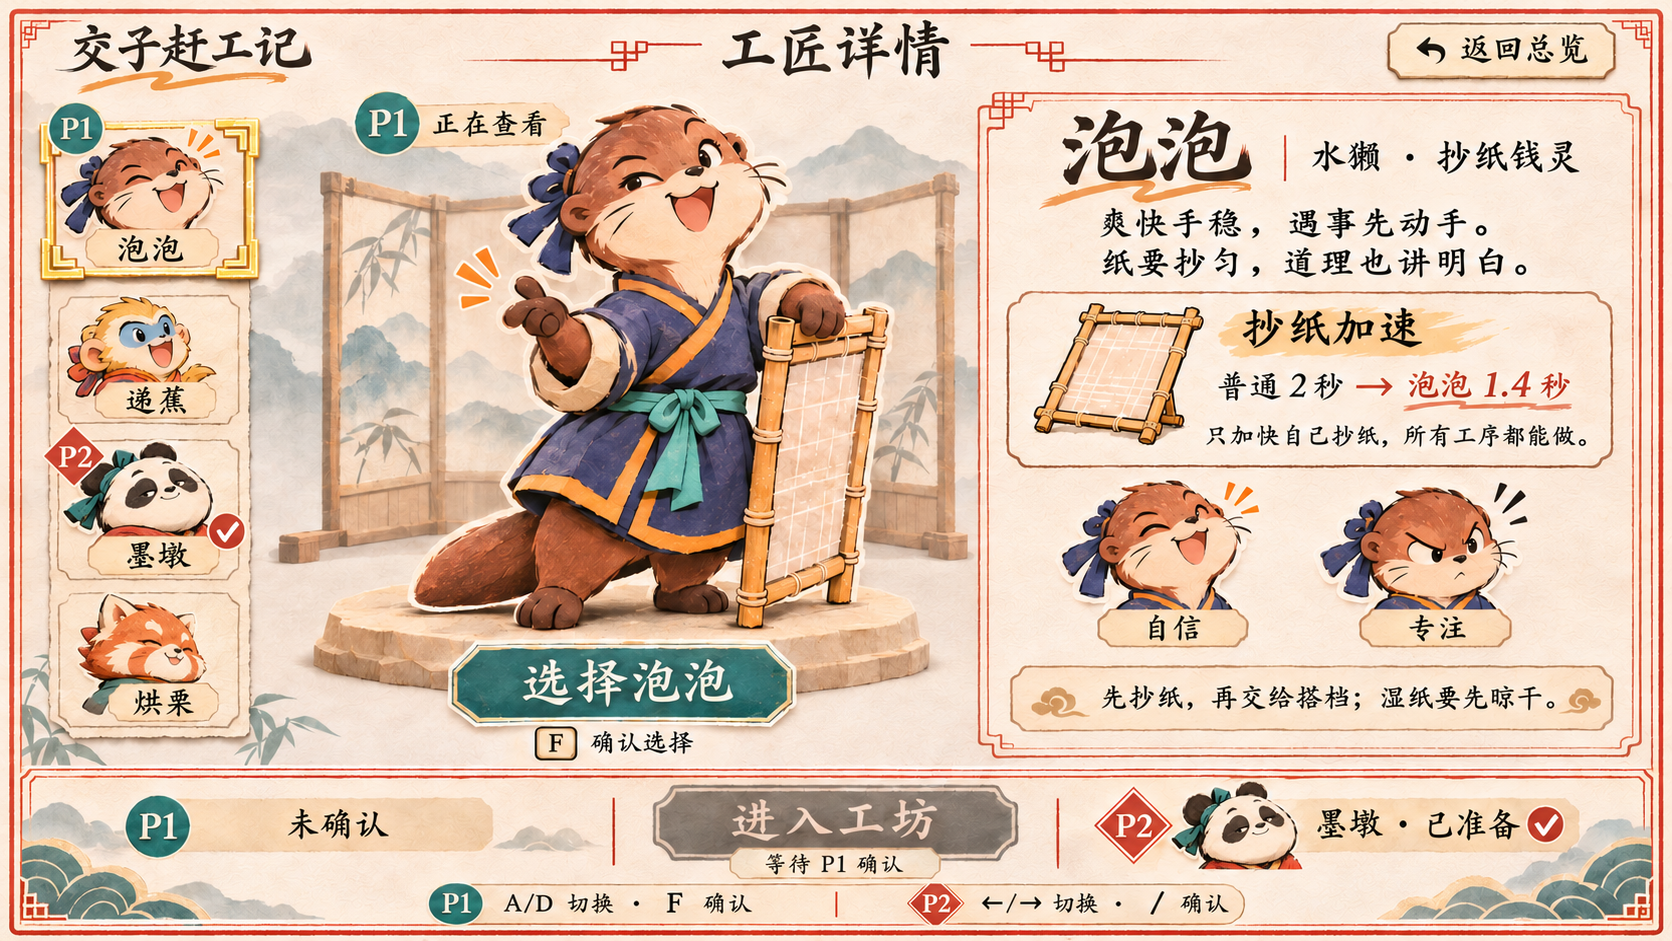 交子赶工记
工匠详情
返回总览
P1
泡泡
递蕉
P2
墨墩
烘栗
P1 正在查看
选择泡泡
F 确认选择
泡泡 水獭 · 抄纸钱灵
爽快手稳，遇事先动手。
纸要抄匀，道理也讲明白。
抄纸加速
普通 2 秒 → 泡泡 1.4 秒
只加快自己抄纸，所有工序都能做。
自信
专注
先抄纸，再交给搭档；湿纸要先晾干。
P1 未确认
进入工坊
等待 P1 确认
P2 墨墩 · 已准备
P1 A/D 切换 · F 确认
P2 ←/→ 切换 · / 确认